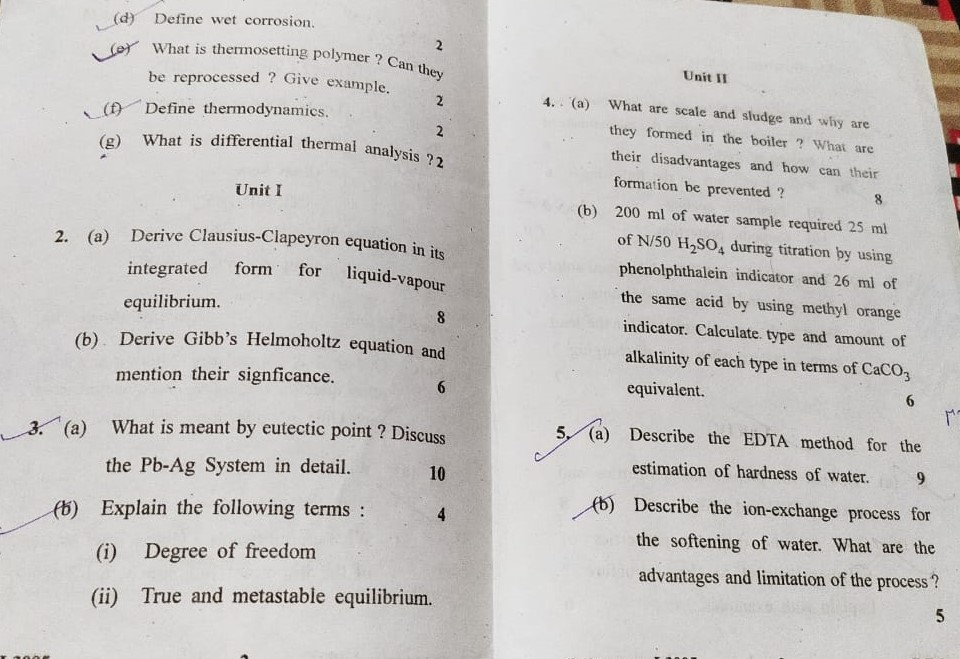 (d) Define wet corrosion.
2
(e) What is thermosetting polymer ? Can they
be reprocessed ? Give example.
2
(f) Define thermodynamics.
2
(g) What is differential thermal analysis ? 2
Unit I
2. (a) Derive Clausius-Clapeyron equation in its
integrated form for liquid-vapour
equilibrium.
8
(b) Derive Gibb's Helmoholtz equation and
mention their signficance.
6
3. (a) What is meant by eutectic point ? Discuss
the Pb-Ag System in detail. 10
(b) Explain the following terms : 4
(i) Degree of freedom
(ii) True and metastable equilibrium.
Unit II
4. (a) What are scale and sludge and why are
they formed in the boiler ? What are
their disadvantages and how can their
formation be prevented ?
8
(b) 200 ml of water sample required 25 ml
of N/50 H₂SO₄ during titration by using
phenolphthalein indicator and 26 ml of
the same acid by using methyl orange
indicator. Calculate type and amount of
alkalinity of each type in terms of CaCO₃
equivalent.
6
5. (a) Describe the EDTA method for the
estimation of hardness of water. 9
(b) Describe the ion-exchange process for
the softening of water. What are the
advantages and limitation of the process ?
5